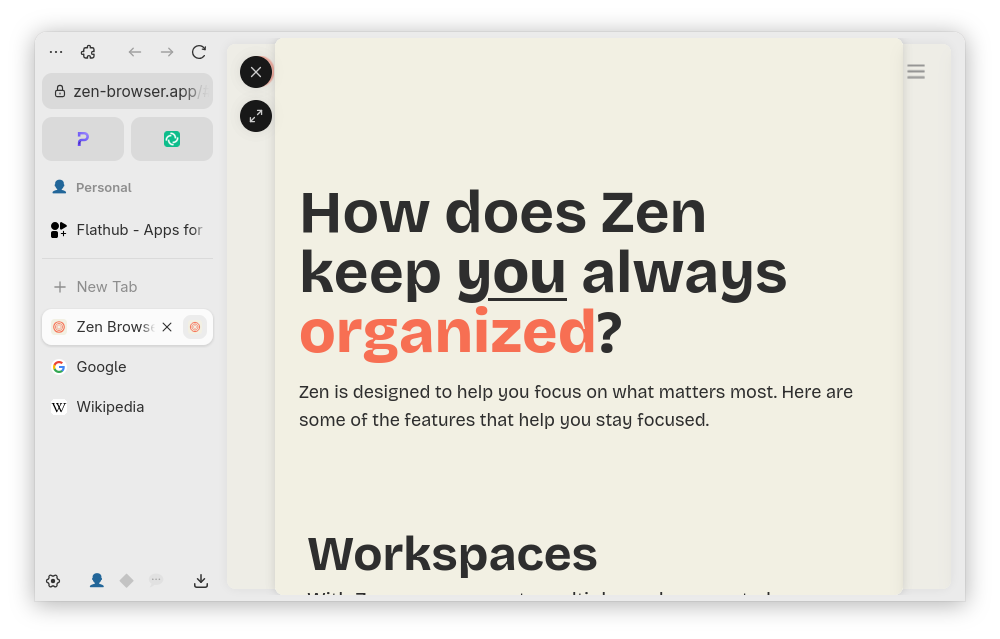 zen-browser.app/
Personal
Flathub - Apps for
New Tab
Zen Browse
Google
Wikipedia
How does Zen
keep you always
organized?
Zen is designed to help you focus on what matters most. Here are
some of the features that help you stay focused.
Workspaces